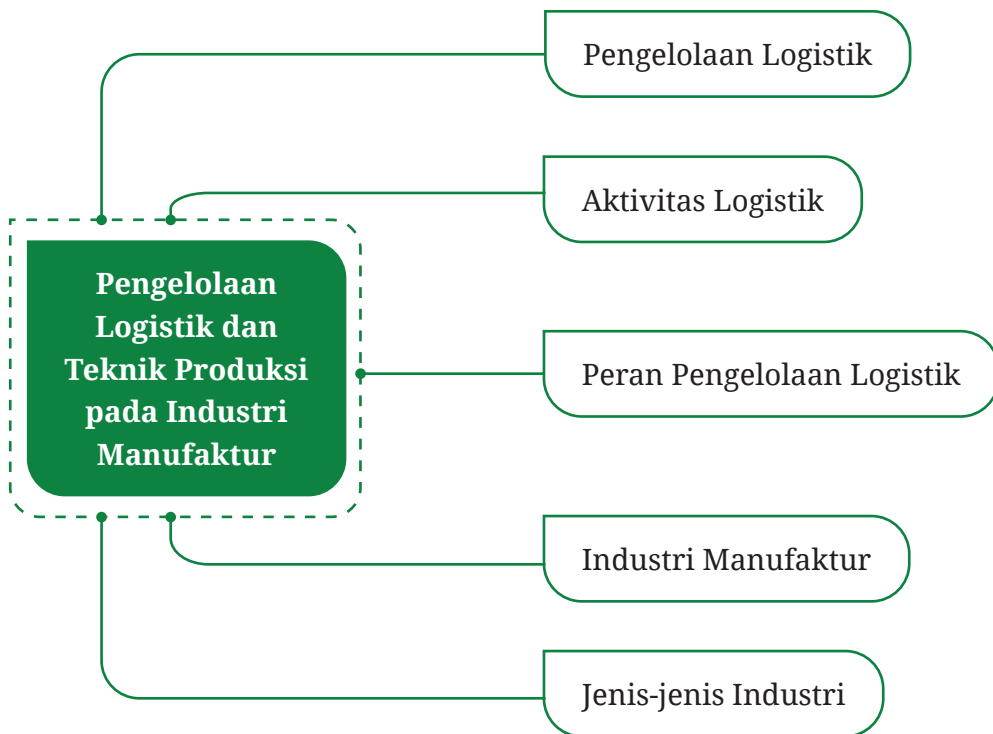 Pengelolaan Logistik
Aktivitas Logistik
Pengelolaan
Logistik dan
Teknik Produksi
pada Industri
Manufaktur
Peran Pengelolaan Logistik
Industri Manufaktur
Jenis-jenis Industri